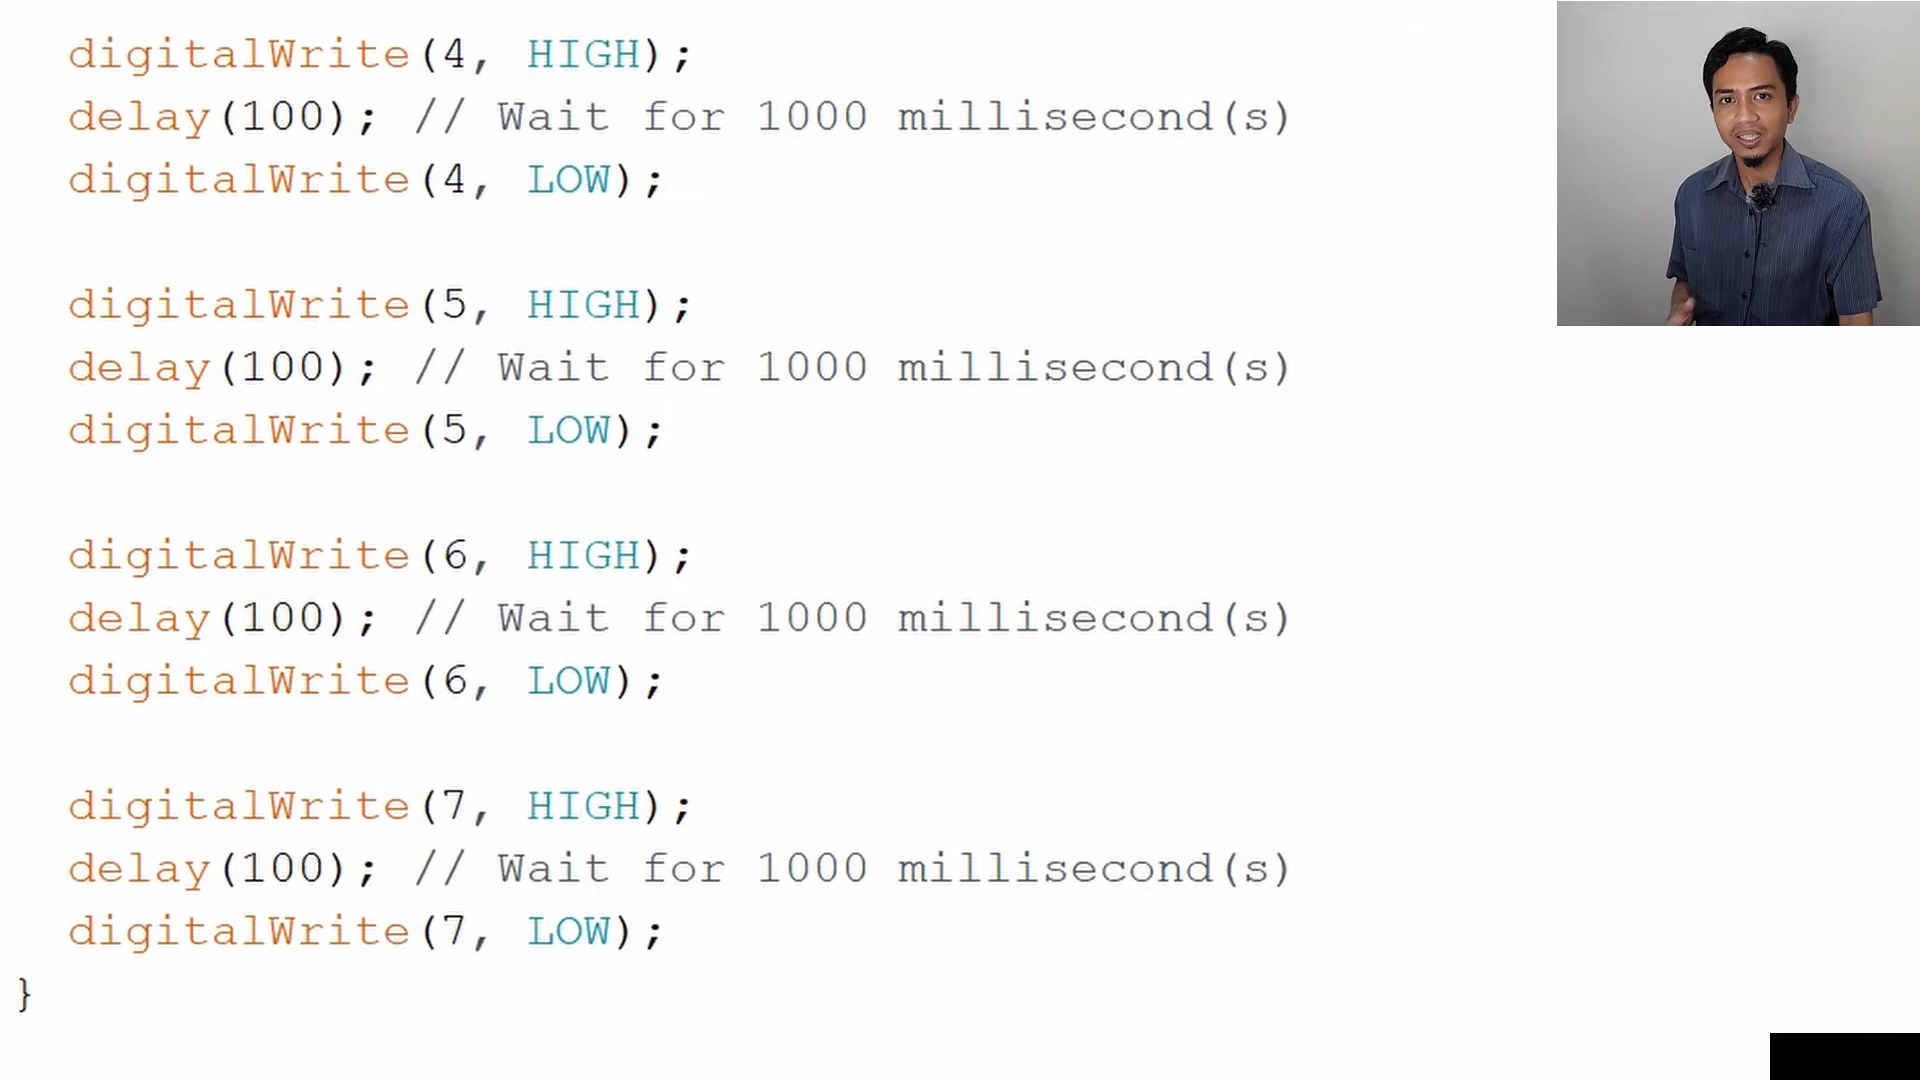 digitalWrite(4, HIGH);
delay(100); // Wait for 1000 millisecond(s)
digitalWrite(4, LOW);
digitalWrite(5, HIGH);
delay(100); // Wait for 1000 millisecond(s)
digitalWrite(5, LOW);
digitalWrite(6, HIGH);
delay(100); // Wait for 1000 millisecond(s)
digitalWrite(6, LOW);
digitalWrite(7, HIGH);
delay(100); // Wait for 1000 millisecond(s)
digitalWrite(7, LOW);
}